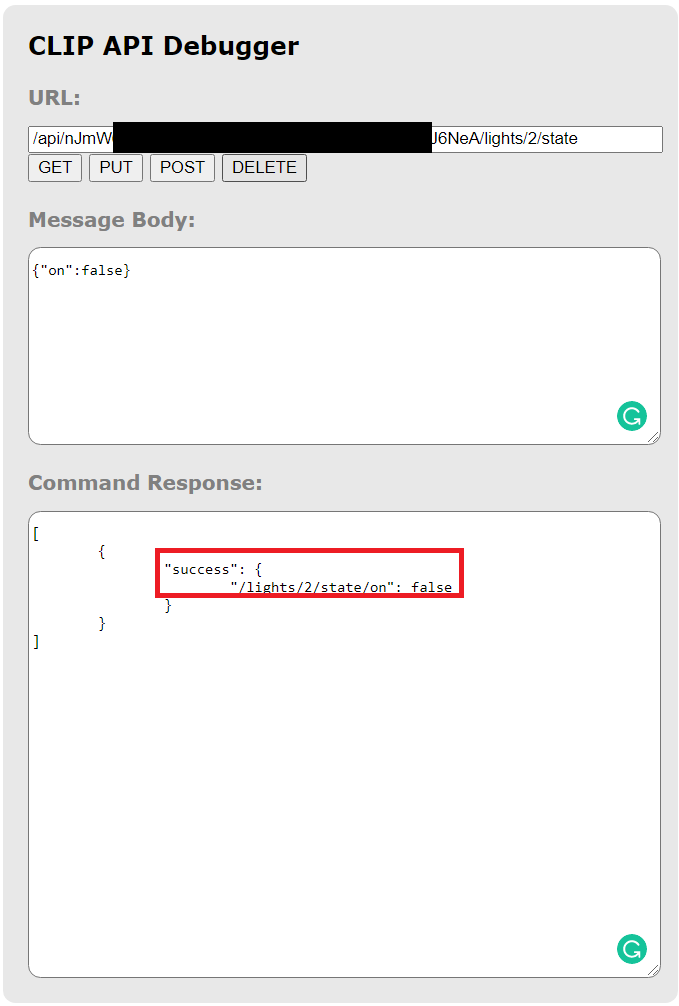 CLIP API Debugger
URL:
/api/nJmW J6NeA/lights/2/state
GET PUT POST DELETE
Message Body:
{"on":false}
Command Response:
[
{
"success": {
"/lights/2/state/on": false
}
}
]